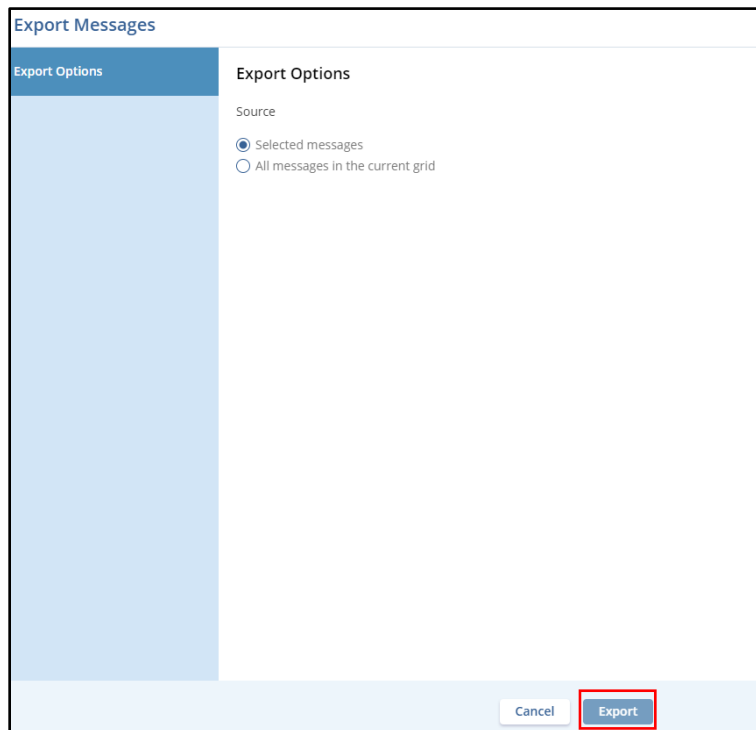 Export Messages
Export Options
Export Options
Source
Selected messages
All messages in the current grid
Cancel Export